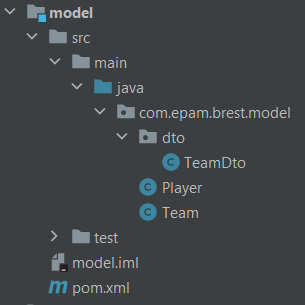 model
src
main
java
com.epam.brest.model
dto
TeamDto
Player
Team
test
model.iml
pom.xml